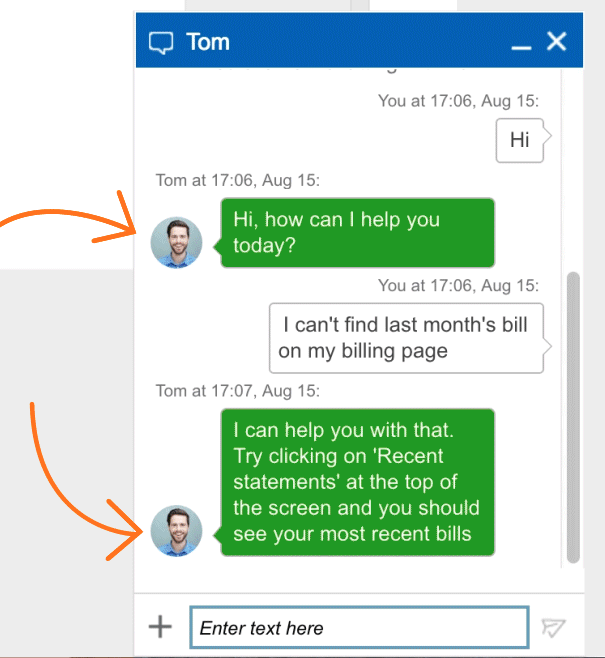 Tom
You at 17:06, Aug 15:
Hi
Tom at 17:06, Aug 15:
Hi, how can I help you
today?
You at 17:06, Aug 15:
I can't find last month's bill
on my billing page
Tom at 17:07, Aug 15:
I can help you with that.
Try clicking on 'Recent
statements' at the top of
the screen and you should
see your most recent bills
Enter text here